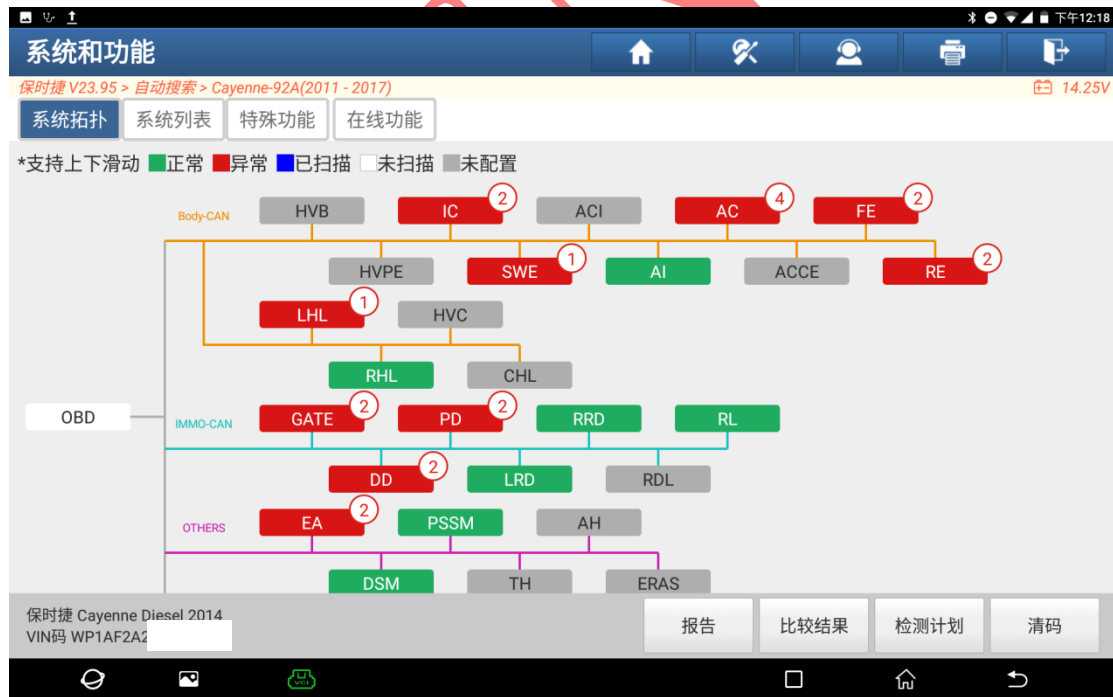 下午12:18
系统和功能
保时捷 V23.95 > 自动搜索 > Cayenne-92A(2011 - 2017) 14.25V
系统拓扑 系统列表 特殊功能 在线功能
*支持上下滑动 正常 异常 已扫描 未扫描 未配置
Body-CAN HVB IC 2 ACI AC 4 FE 2
HVPE SWE 1 AI ACCE RE 2
LHL 1 HVC
RHL CHL
OBD IMMO-CAN GATE 2 PD 2 RRD RL
DD 2 LRD RDL
OTHERS EA 2 PSSM AH
DSM TH ERAS
保时捷 Cayenne Diesel 2014
VIN码 WP1AF2A2
报告 比较结果 检测计划 清码
VCI